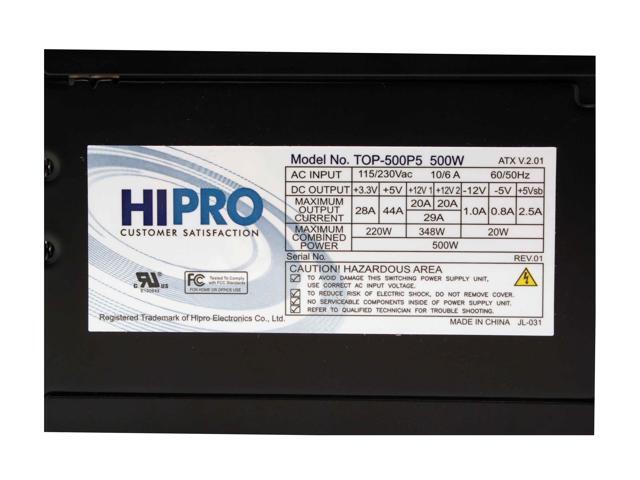 HIPRO
CUSTOMER SATISFACTION
c UL us
FC Tested To Comply
with FCC Standards
FOR HOME OR OFFICE USE
Registered Trademark of Hipro Electronics Co., Ltd.
Model No. TOP-500P5 500W ATX V.2.01
AC INPUT 115/230Vac 10/6 A 60/50Hz
DC OUTPUT +3.3V +5V +12V 1 +12V 2 -12V -5V +5Vsb
MAXIMUM OUTPUT CURRENT 28A 44A 20A 20A 1.0A 0.8A 2.5A
29A
MAXIMUM COMBINED POWER 220W 348W 20W
500W
Serial No. REV.01
CAUTION! HAZARDOUS AREA
TO AVOID DAMAGING THIS SWITCHING POWER SUPPLY UNIT,
USE CORRECT AC INPUT VOLTAGE.
TO REDUCE RISK OF ELECTRIC SHOCK, DO NOT REMOVE COVER.
NO SERVICEABLE COMPONENTS INSIDE OF POWER SUPPLY UNIT.
REFER TO QUALIFIED TECHNICIAN FOR TROUBLE SHOOTING.
MADE IN CHINA JL-031